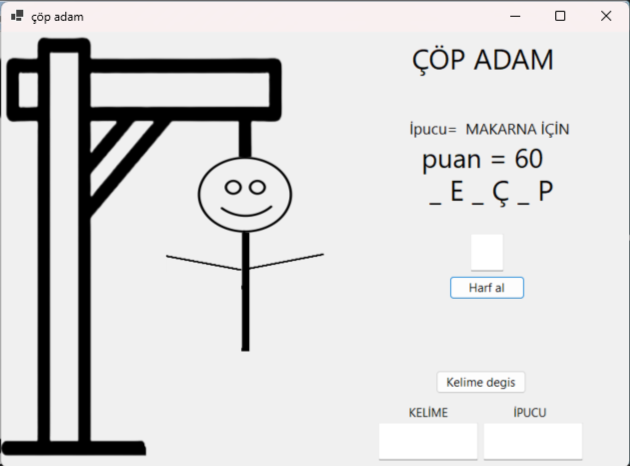 çöp adam
ÇÖP ADAM
İpucu= MAKARNA İÇİN
puan = 60
_ E _ Ç _ P
Harf al
Kelime degis
KELİME İPUCU